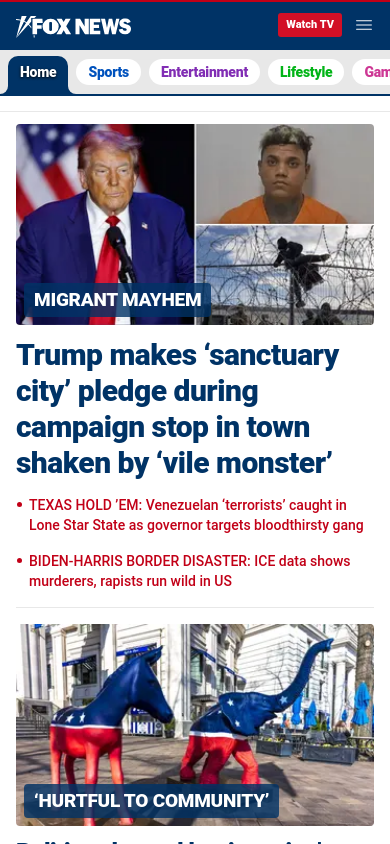 FOX NEWS
Watch TV
Home
Sports
Entertainment
Lifestyle
MIGRANT MAYHEM
Trump makes ‘sanctuary
city’ pledge during
campaign stop in town
shaken by ‘vile monster’
• TEXAS HOLD ’EM: Venezuelan ‘terrorists’ caught in
Lone Star State as governor targets bloodthirsty gang
• BIDEN-HARRIS BORDER DISASTER: ICE data shows
murderers, rapists run wild in US
‘HURTFUL TO COMMUNITY’